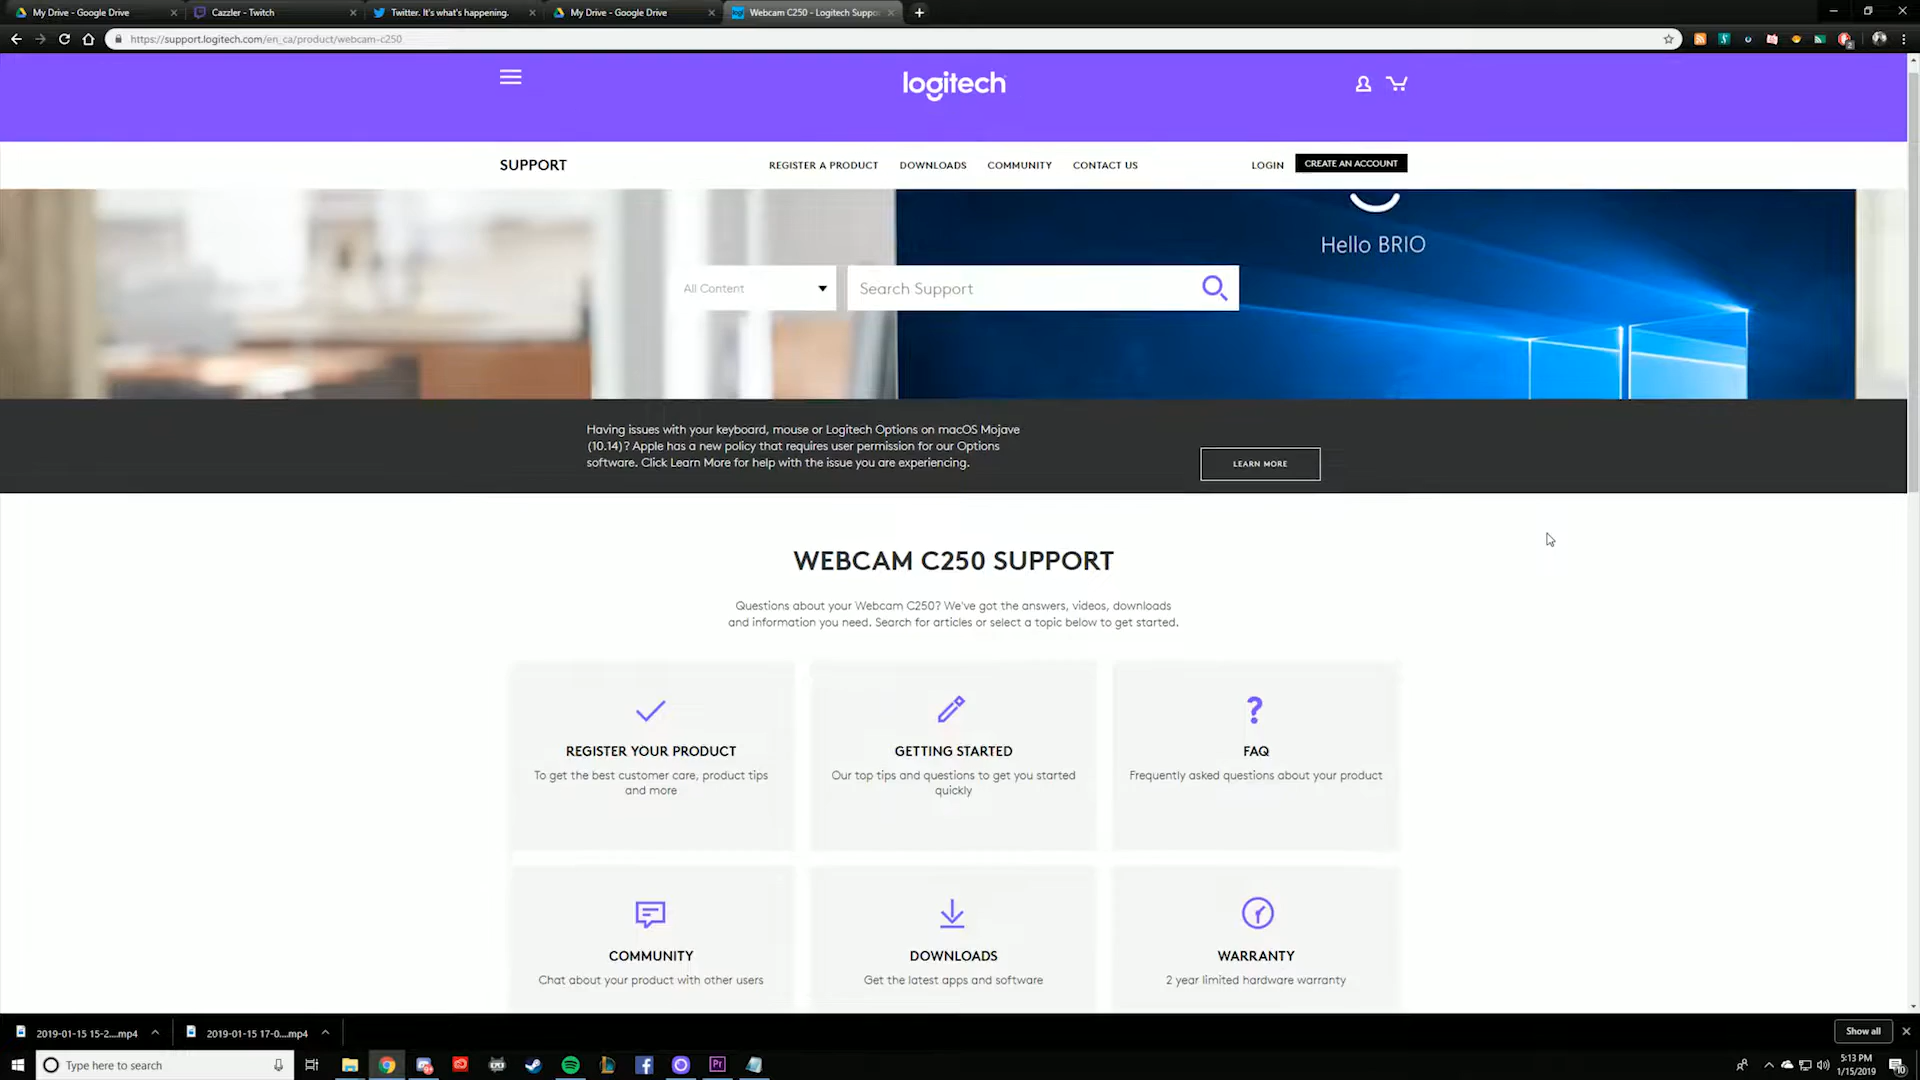 My Drive - Google Drive
Cazzler - Twitch
Twitter. It's what's happening.
My Drive - Google Drive
Webcam C250 - Logitech Suppo
https://support.logitech.com/en_ca/product/webcam-c250
logitech
SUPPORT
REGISTER A PRODUCT
DOWNLOADS
COMMUNITY
CONTACT US
LOGIN
CREATE AN ACCOUNT
Hello BRIO
All Content
Search Support
Having issues with your keyboard, mouse or Logitech Options on macOS Mojave
(10.14)? Apple has a new policy that requires user permission for our Options
software. Click Learn More for help with the issue you are experiencing.
LEARN MORE
WEBCAM C250 SUPPORT
Questions about your Webcam C250? We've got the answers, videos, downloads
and information you need. Search for articles or select a topic below to get started.
REGISTER YOUR PRODUCT
To get the best customer care, product tips
and more
GETTING STARTED
Our top tips and questions to get you started
quickly
FAQ
Frequently asked questions about your product
COMMUNITY
Chat about your product with other users
DOWNLOADS
Get the latest apps and software
WARRANTY
2 year limited hardware warranty
2019-01-15 15-2....mp4
2019-01-15 17-0....mp4
Show all
Type here to search
Pr
5:13 PM
1/15/2019